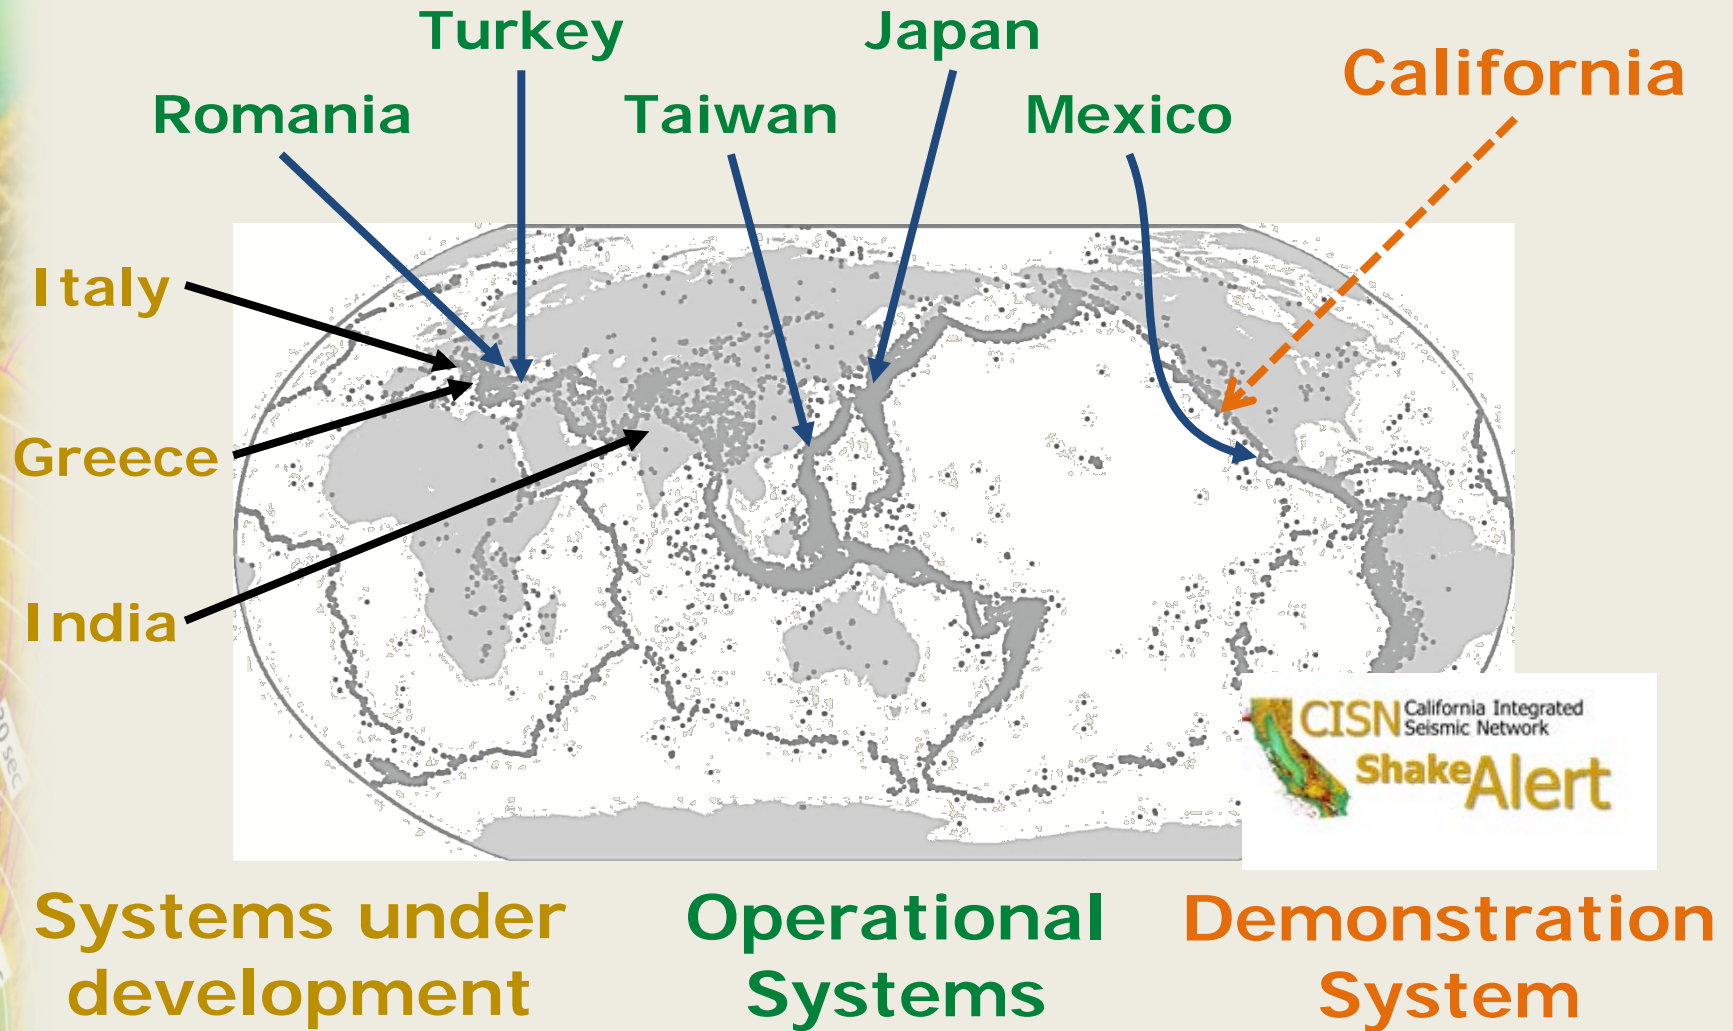 Turkey
Japan
California
Romania
Taiwan
Mexico
Italy
Greece
India
CISN California Integrated
Seismic Network
ShakeAlert
Systems under
development
Operational
Systems
Demonstration
System
sec